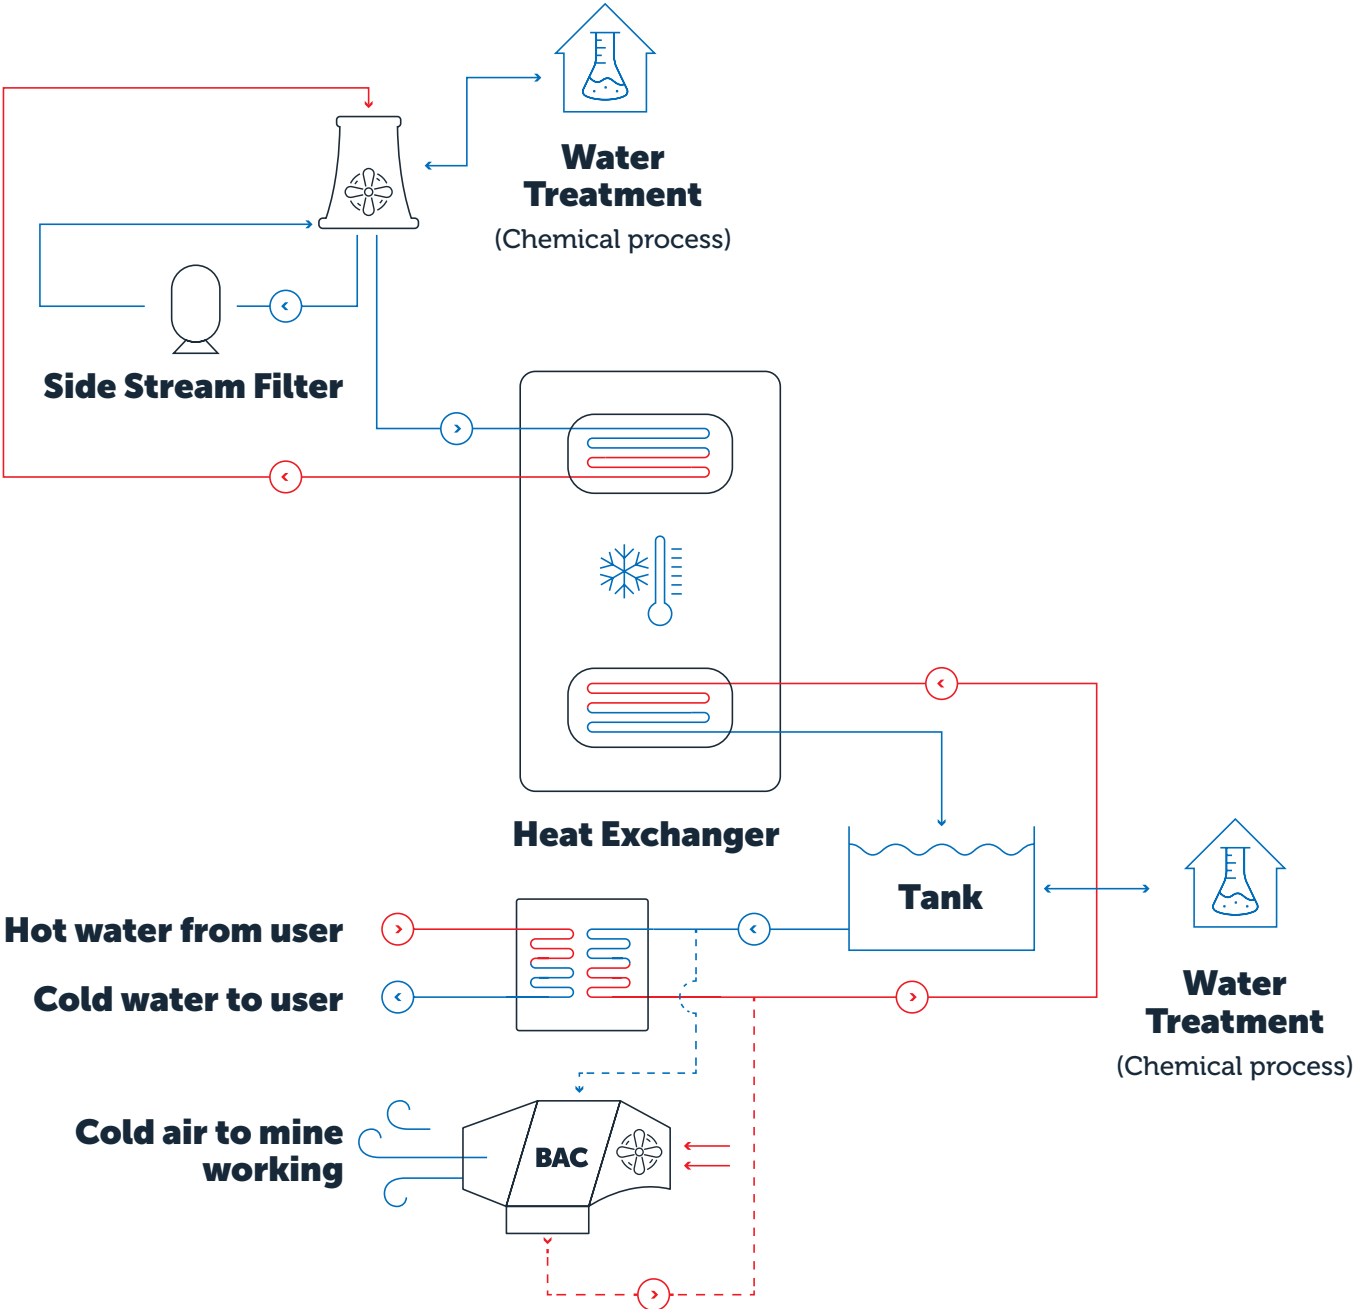 Water
Treatment
(Chemical process)
Side Stream Filter
Heat Exchanger
Tank
Hot water from user
Cold water to user
Water
Treatment
(Chemical process)
Cold air to mine
working
BAC